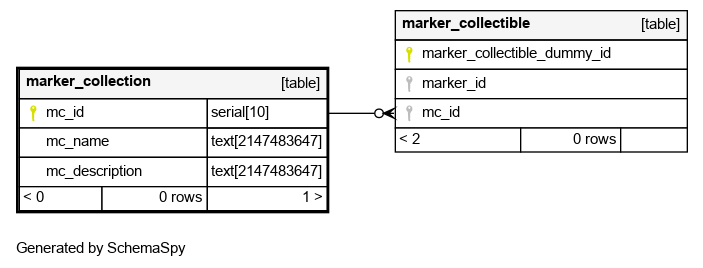 marker_collectible [table]
marker_collectible_dummy_id
marker_id
mc_id
< 2 0 rows
marker_collection [table]
mc_id serial[10]
mc_name text[2147483647]
mc_description text[2147483647]
< 0 0 rows 1 >
Generated by SchemaSpy